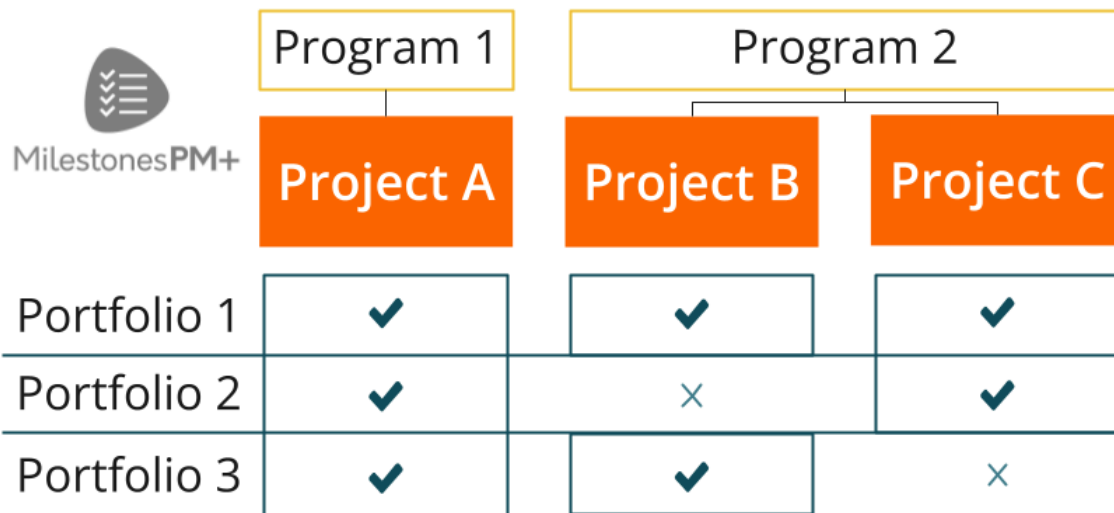 Program 1
Program 2
MilestonesPM+
Project A
Project B
Project C
Portfolio 1
Portfolio 2
Portfolio 3